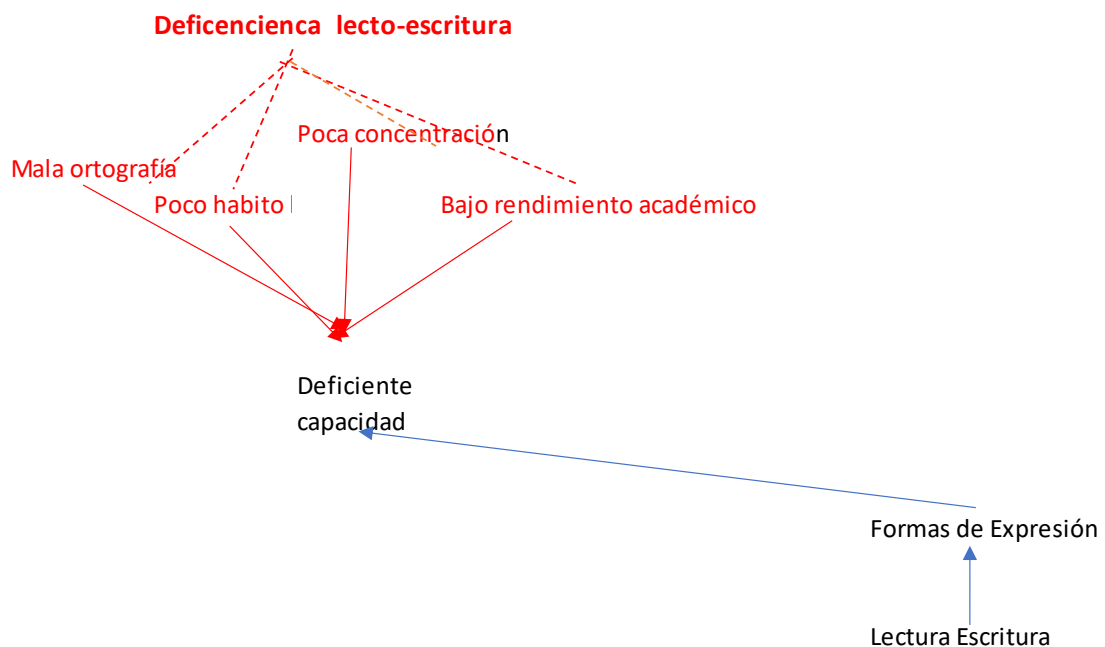 Deficencienca lecto-escritura
Poca concentración
Mala ortografía
Poco habito
Bajo rendimiento académico
Deficiente
capacidad
Formas de Expresión
Lectura Escritura